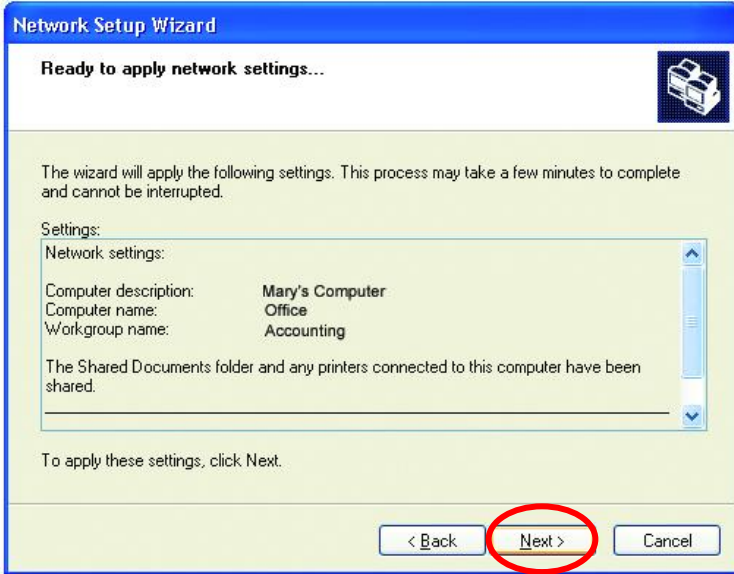 Network Setup Wizard
Ready to apply network settings...
The wizard will apply the following settings. This process may take a few minutes to complete
and cannot be interrupted.
Settings:
Network settings:
Computer description: Mary's Computer
Computer name: Office
Workgroup name: Accounting
The Shared Documents folder and any printers connected to this computer have been
shared.
To apply these settings, click Next.
< Back Next > Cancel